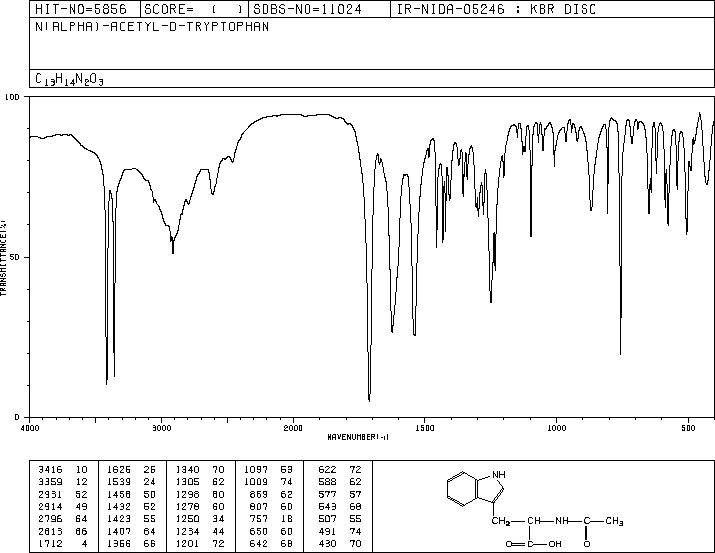 HIT-NO=5856 SCORE= ( ) SDBS-NO=11024 IR-NIDA-05246 : KBR DISC
N(ALPHA)-ACETYL-D-TRYPTOPHAN
C13H14N2O3
100
50
0
TRANSMITTANCE(%)
4000 3000 2000 1500 1000 500
WAVENUMBER(-1)
3416 10 1626 26 1340 70 1097 53 622 72
3359 12 1539 24 1305 62 1009 74 588 62
2931 52 1458 50 1298 60 869 62 577 57
2914 49 1432 52 1278 60 807 60 549 68
2796 64 1423 55 1250 34 757 18 507 55
2613 66 1407 64 1234 44 650 60 491 74
1712 4 1366 66 1201 72 642 68 430 70
NH
CH2 NH CH3
O OH O